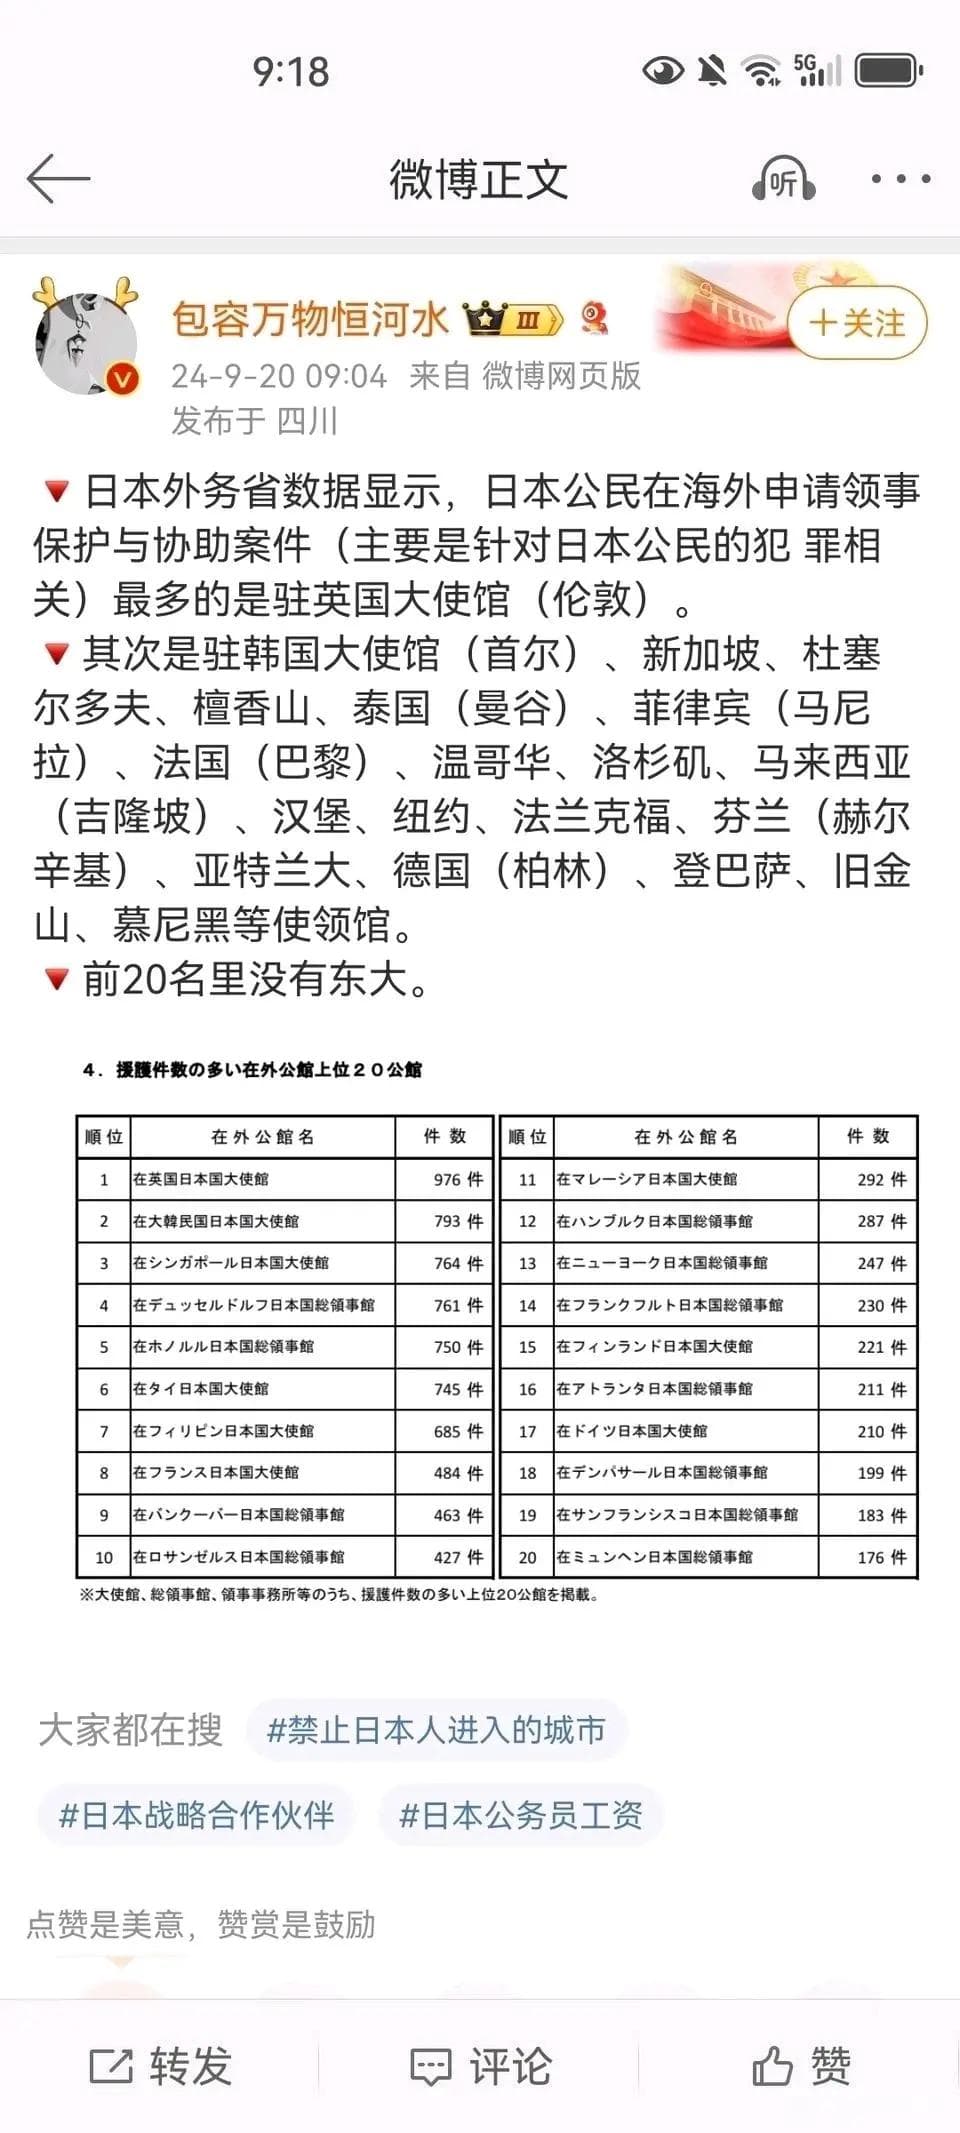 9:18
5G
微博正文
听
包容万物恒河水 III
+关注
24-9-20 09:04 来自 微博网页版
发布于 四川
🔻日本外务省数据显示，日本公民在海外申请领事
保护与协助案件（主要是针对日本公民的犯 罪相
关）最多的是驻英国大使馆（伦敦）。
🔻其次是驻韩国大使馆（首尔）、新加坡、杜塞
尔多夫、檀香山、泰国（曼谷）、菲律宾（马尼
拉）、法国（巴黎）、温哥华、洛杉矶、马来西亚
（吉隆坡）、汉堡、纽约、法兰克福、芬兰（赫尔
辛基）、亚特兰大、德国（柏林）、登巴萨、旧金
山、慕尼黑等使领馆。
🔻前20名里没有东大。
4．援護件数の多い在外公館上位２０公館
順位 在外公館名 件数 順位 在外公館名 件数
1 在英国日本国大使館 976 件 11 在マレーシア日本国大使館 292 件
2 在大韓民国日本国大使館 793 件 12 在ハンブルク日本国総領事館 287 件
3 在シンガポール日本国大使館 764 件 13 在ニューヨーク日本国総領事館 247 件
4 在デュッセルドルフ日本国総領事館 761 件 14 在フランクフルト日本国総領事館 230 件
5 在ホノルル日本国総領事館 750 件 15 在フィンランド日本国大使館 221 件
6 在タイ日本国大使館 745 件 16 在アトランタ日本国総領事館 211 件
7 在フィリピン日本国大使館 685 件 17 在ドイツ日本国大使館 210 件
8 在フランス日本国大使館 484 件 18 在デンパサール日本国総領事館 199 件
9 在バンクーバー日本国総領事館 463 件 19 在サンフランシスコ日本国総領事館 183 件
10 在ロサンゼルス日本国総領事館 427 件 20 在ミュンヘン日本国総領事館 176 件
※大使館、総領事館、領事事務所等のうち、援護件数の多い上位20公館を掲載。
大家都在搜 #禁止日本人进入的城市
#日本战略合作伙伴 #日本公务员工资
点赞是美意，赞赏是鼓励
转发 评论 赞